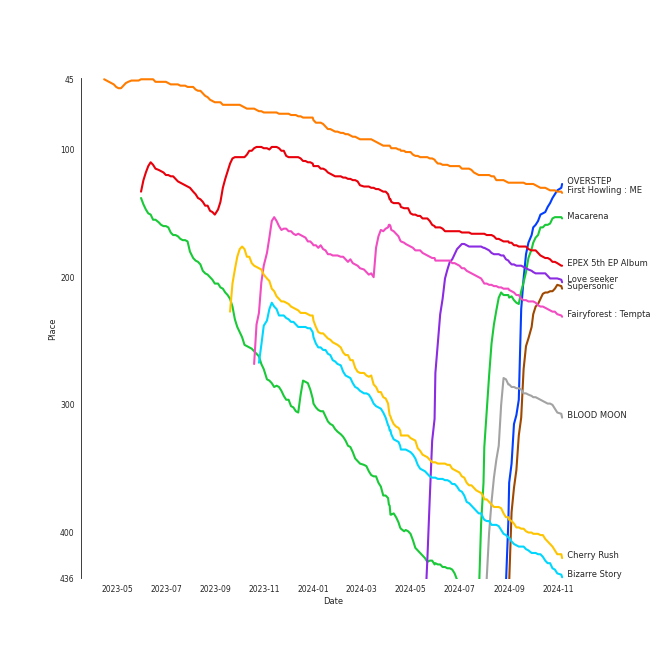 45
100
200
300
400
436
Place
2023-05
2023-07
2023-09
2023-11
2024-01
2024-03
2024-05
2024-07
2024-09
2024-11
Date
OVERSTEP
First Howling : ME
Macarena
EPEX 5th EP Album
Love seeker
Supersonic
Fairyforest : Tempta
BLOOD MOON
Cherry Rush
Bizarre Story